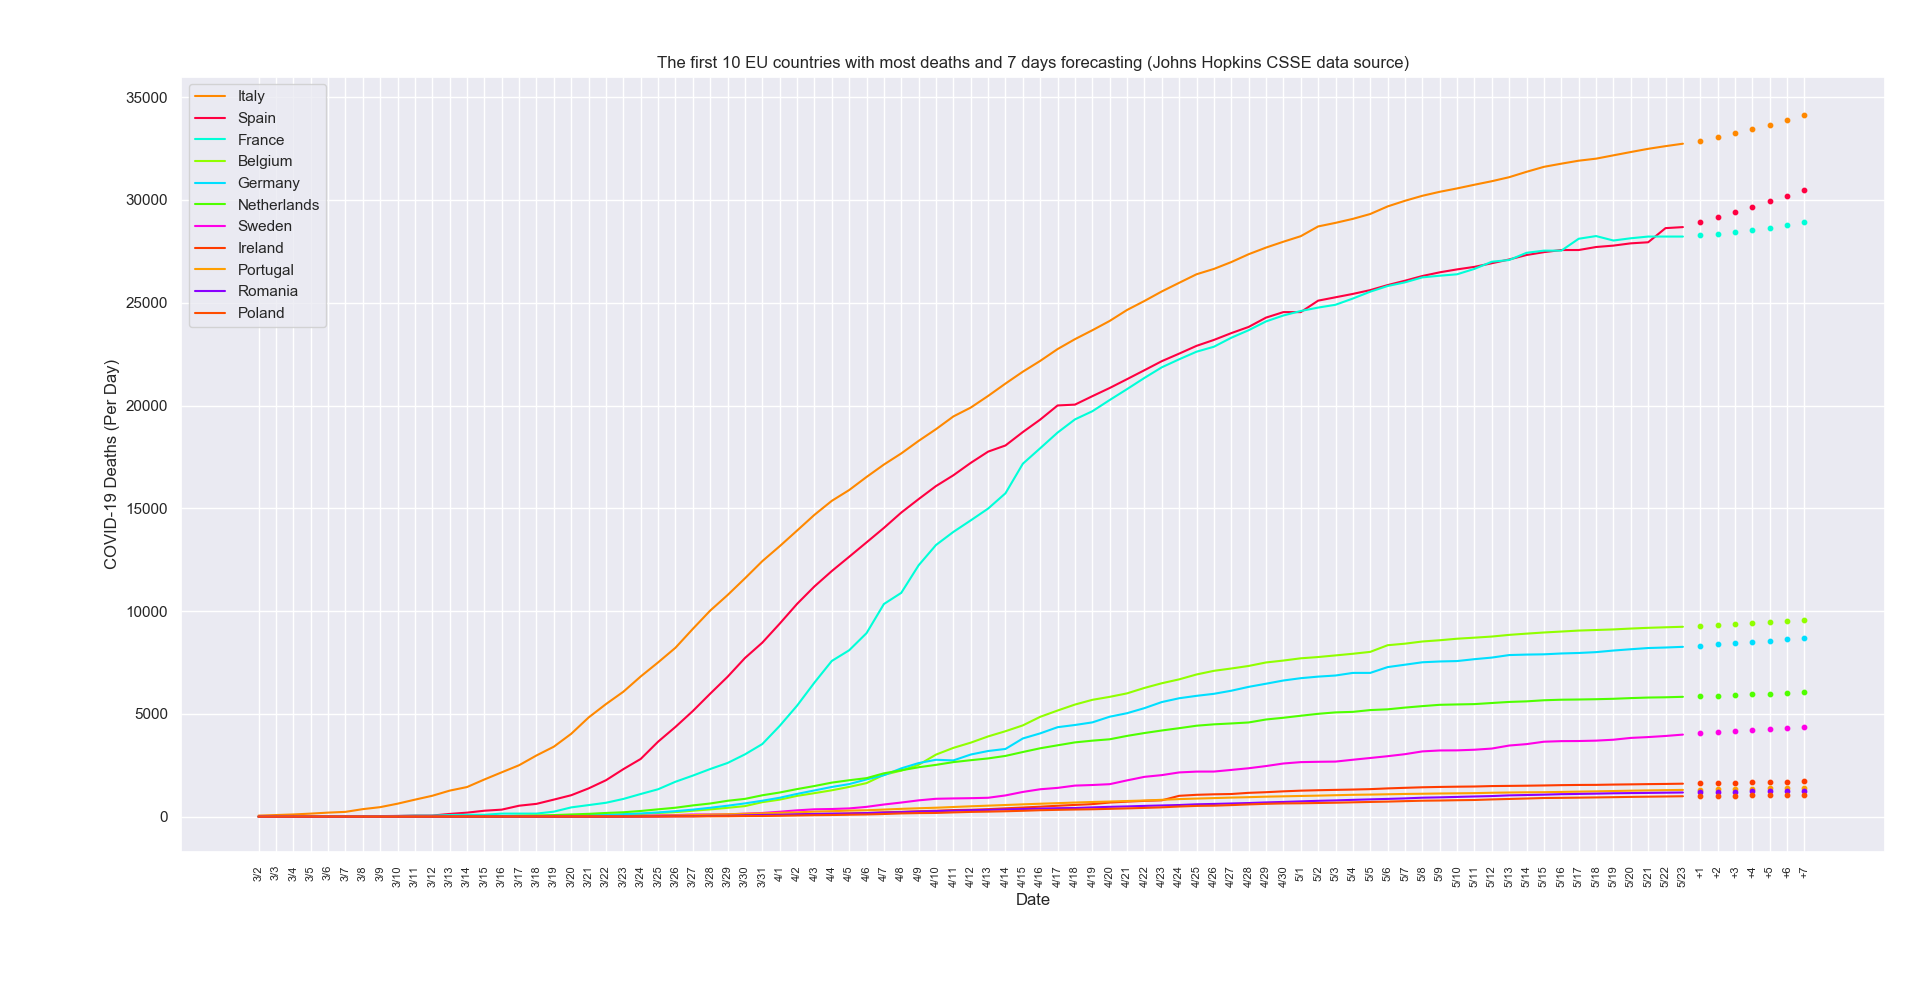 The first 10 EU countries with most deaths and 7 days forecasting (Johns Hopkins CSSE data source)
Italy
Spain
France
Belgium
Germany
Netherlands
Sweden
Ireland
Portugal
Romania
Poland
COVID-19 Deaths (Per Day)
35000
30000
25000
20000
15000
10000
5000
0
3/2 3/3 3/4 3/5 3/6 3/7 3/8 3/9 3/10 3/11 3/12 3/13 3/14 3/15 3/16 3/17 3/18 3/19 3/20 3/21 3/22 3/23 3/24 3/25 3/26 3/27 3/28 3/29 3/30 3/31 4/1 4/2 4/3 4/4 4/5 4/6 4/7 4/8 4/9 4/10 4/11 4/12 4/13 4/14 4/15 4/16 4/17 4/18 4/19 4/20 4/21 4/22 4/23 4/24 4/25 4/26 4/27 4/28 4/29 4/30 5/1 5/2 5/3 5/4 5/5 5/6 5/7 5/8 5/9 5/10 5/11 5/12 5/13 5/14 5/15 5/16 5/17 5/18 5/19 5/20 5/21 5/22 5/23 +1 +2 +3 +4 +5 +6 +7
Date